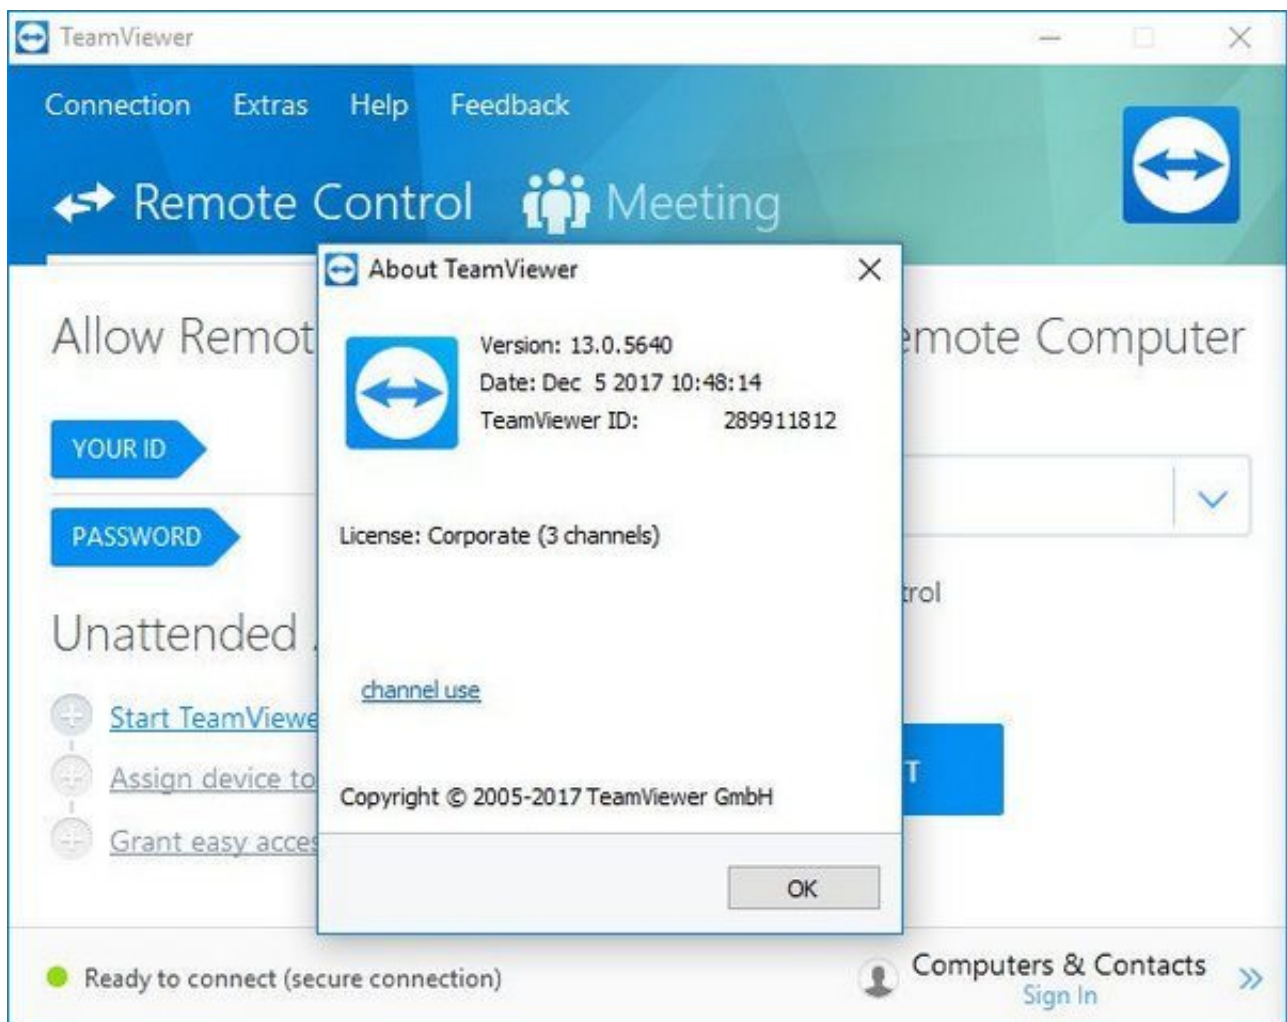 TeamViewer
Connection Extras Help Feedback
Remote Control Meeting
About TeamViewer
Version: 13.0.5640
Date: Dec  5 2017 10:48:14
TeamViewer ID: 289911812
License: Corporate (3 channels)
channel use
Copyright © 2005-2017 TeamViewer GmbH
OK
Allow Remot
emote Computer
YOUR ID
PASSWORD
trol
Unattended
Start TeamViewe
Assign device to
Grant easy acces
T
Ready to connect (secure connection)
Computers & Contacts
Sign In